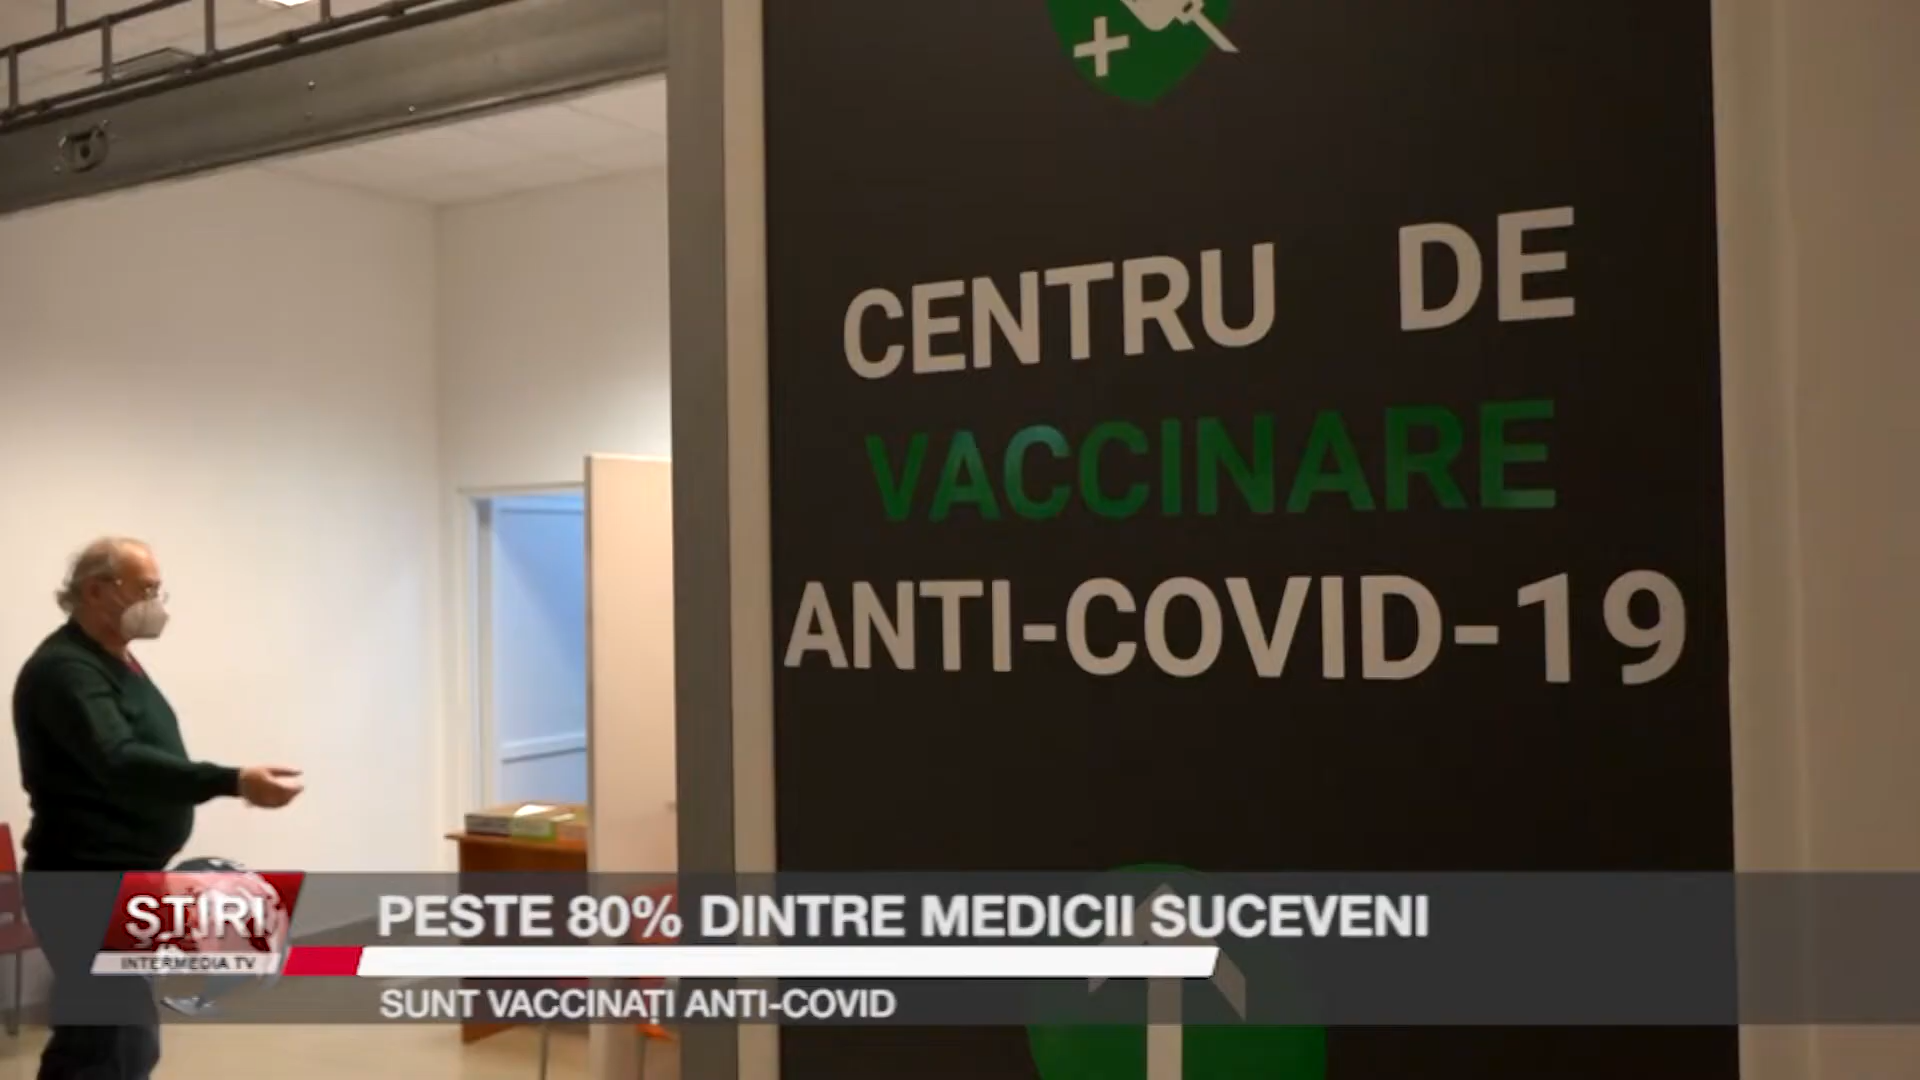 CENTRU DE
VACCINARE
ANTI-COVID-19
ȘTIRI
INTERMEDIA TV
PESTE 80% DINTRE MEDICII SUCEVENI
SUNT VACCINAȚI ANTI-COVID